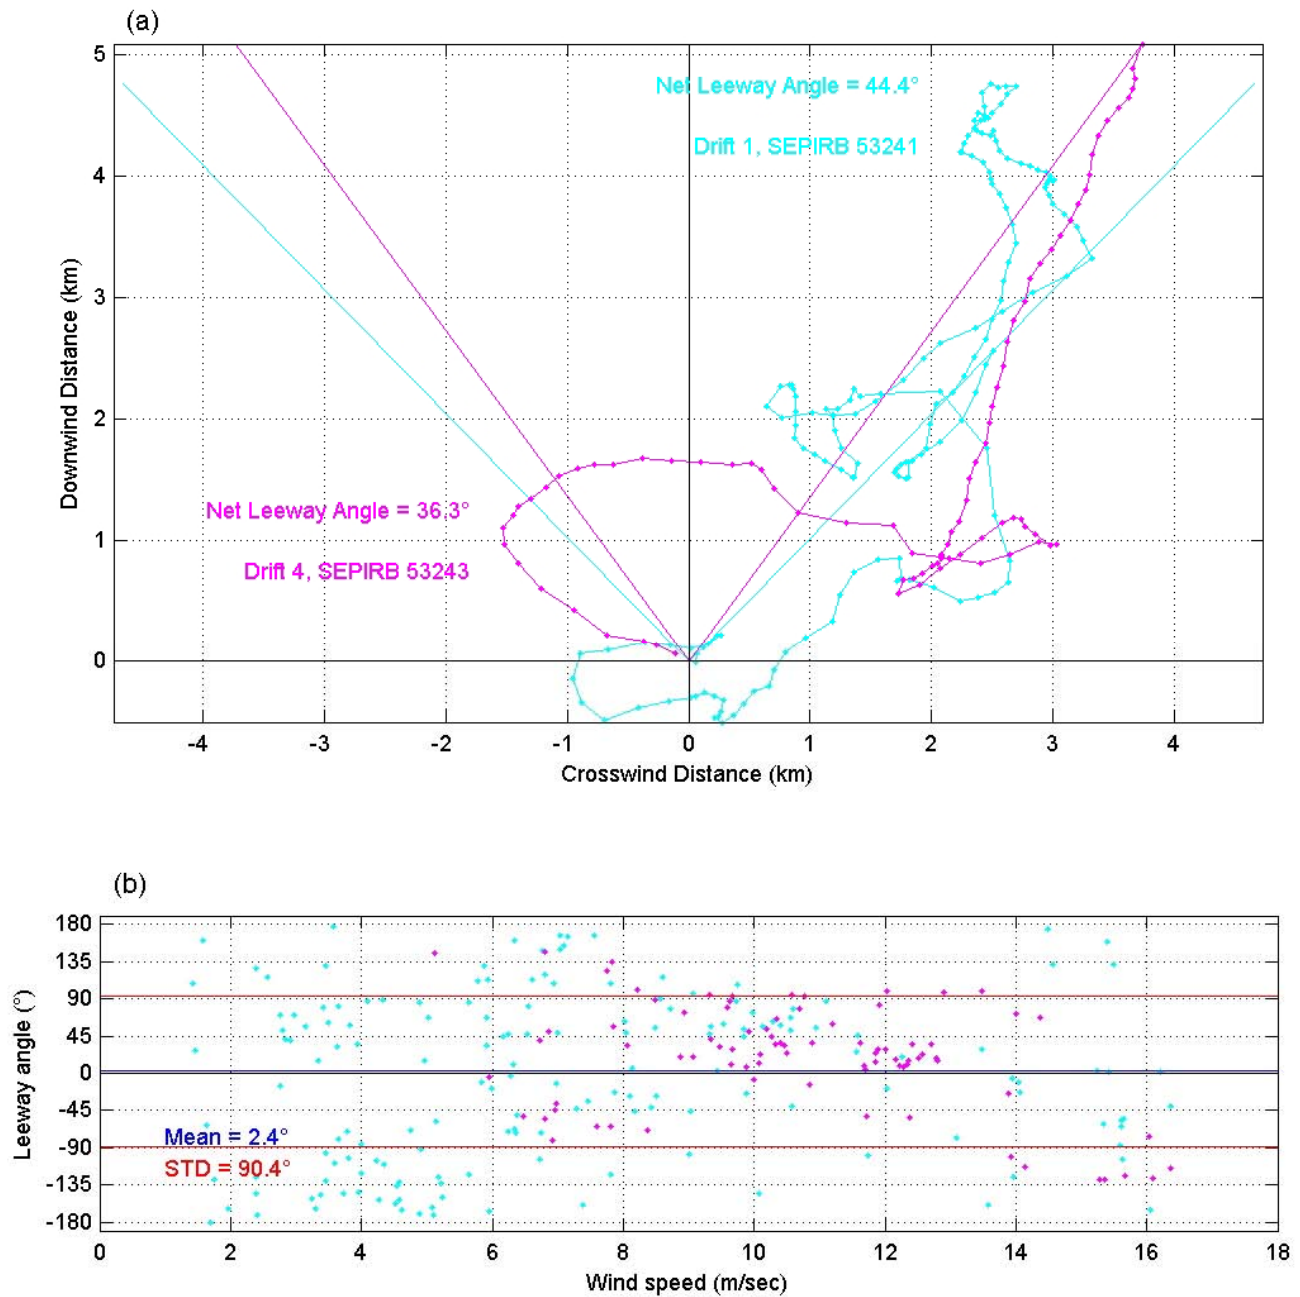 (a)
5
4
3
2
1
0
Downwind Distance (km)
Net Leeway Angle = 44.4°
Drift 1, SEPIRB 53241
Net Leeway Angle = 36.3°
Drift 4, SEPIRB 53243
-4 -3 -2 -1 0 1 2 3 4
Crosswind Distance (km)
(b)
180
135
90
45
0
-45
-90
-135
-180
Leeway angle (°)
Mean = 2.4°
STD = 90.4°
0 2 4 6 8 10 12 14 16 18
Wind speed (m/sec)